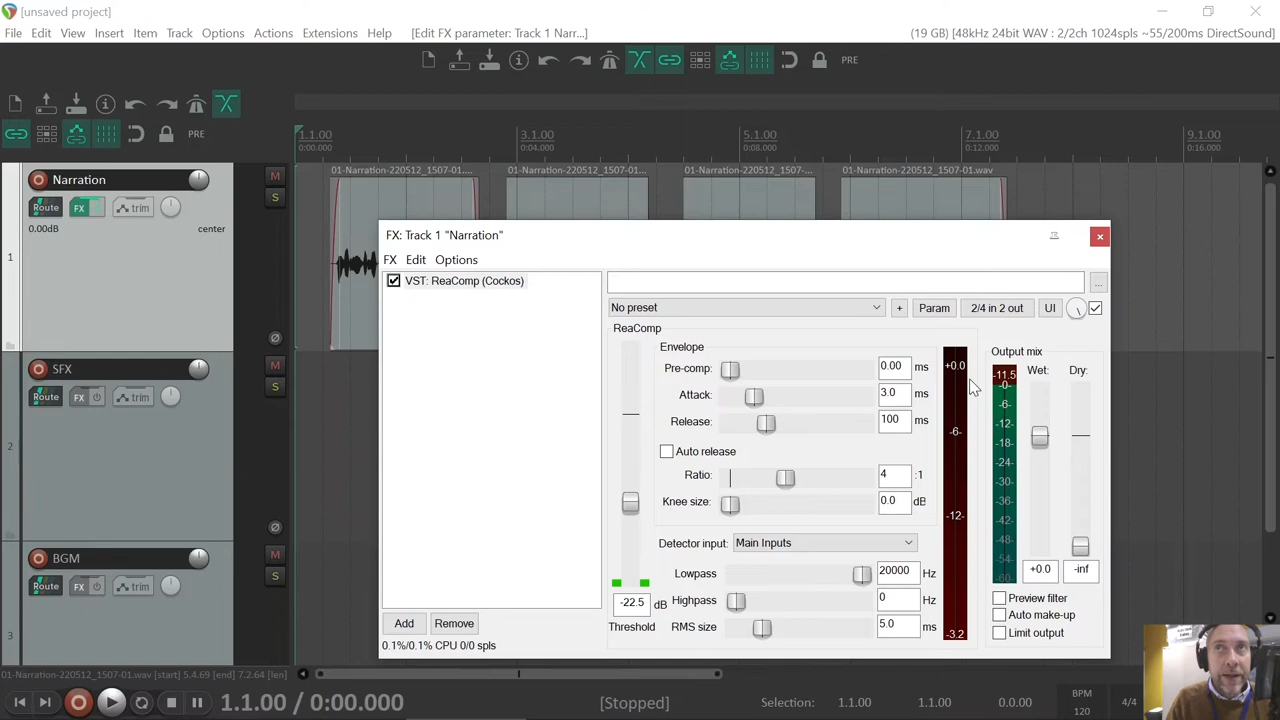 [unsaved project]
File Edit View Insert Item Track Options Actions Extensions Help [Edit FX parameter: Track 1 Narr...] (19 GB) [48kHz 24bit WAV : 2/2ch 1024spls ~55/200ms DirectSound]
PRE
PRE
1.1.00 3.1.00 5.1.00 7.1.00 9.1.00
0:00.000 0:04.000 0:08.000 0:12.000 0:16.000
01-Narration-220512_1507-01.... 01-Narration-220512_1507-01... 01-Narration-220512_1507-... 01-Narration-220512_1507-01.wav
Narration M
Route FX trim S
0.00dB center
1
SFX M
Route FX trim S
2
BGM M
Route FX trim S
3
FX: Track 1 "Narration"
FX Edit Options
VST: ReaComp (Cockos)
...
No preset + Param 2/4 in 2 out UI
ReaComp
Envelope
Pre-comp: 0.00 ms
Attack: 3.0 ms
Release: 100 ms
Auto release
Ratio: 4 :1
Knee size: 0.0 dB
Detector input: Main Inputs
Lowpass 20000 Hz
Highpass 0 Hz
RMS size 5.0 ms
-22.5 dB
Threshold
+0.0
-6-
-12-
-3.2
Output mix
Wet: Dry:
-11.5
-0-
-6-
-12-
-18-
-24-
-30-
-36-
-42-
-48-
-54-
-60-
+0.0 -inf
Preview filter
Auto make-up
Limit output
Add Remove
0.1%/0.1% CPU 0/0 spls
01-Narration-220512_1507-01.wav [start] 5.4.69 [end] 7.2.64 [len]
1.1.00 / 0:00.000 [Stopped] Selection: 1.1.00 1.1.00 0.0.00 BPM 120 4/4